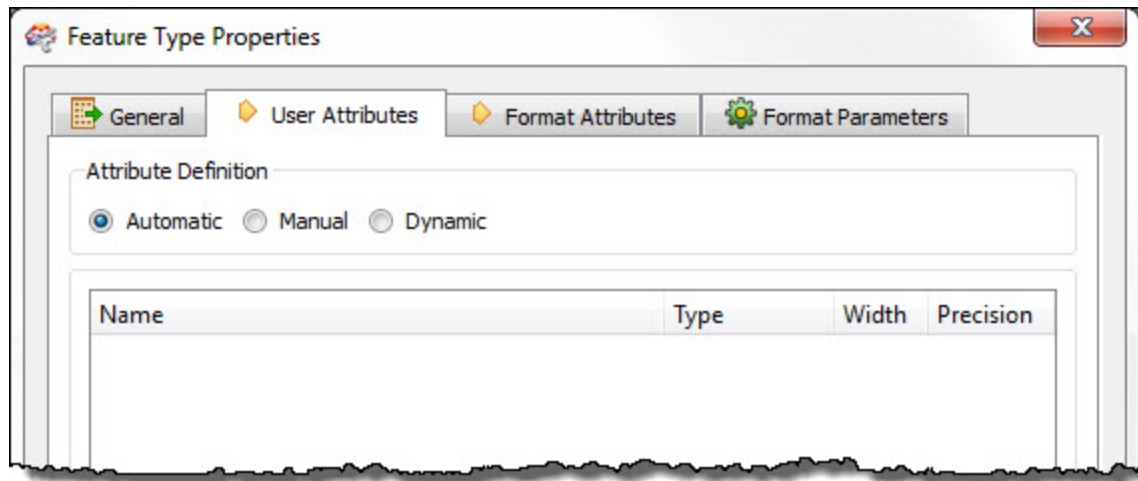 Feature Type Properties
General User Attributes Format Attributes Format Parameters
Attribute Definition
Automatic Manual Dynamic
Name Type Width Precision